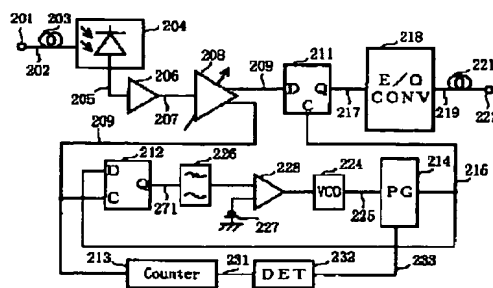 201
203
204
202
205
206
207
208
209
211
D
Q
C
217
218
E/O
CONV
219
221
222
209
212
D
C
Q
271
226
228
227
224
VCO
225
214
PG
216
213
Counter
231
DET
232
233